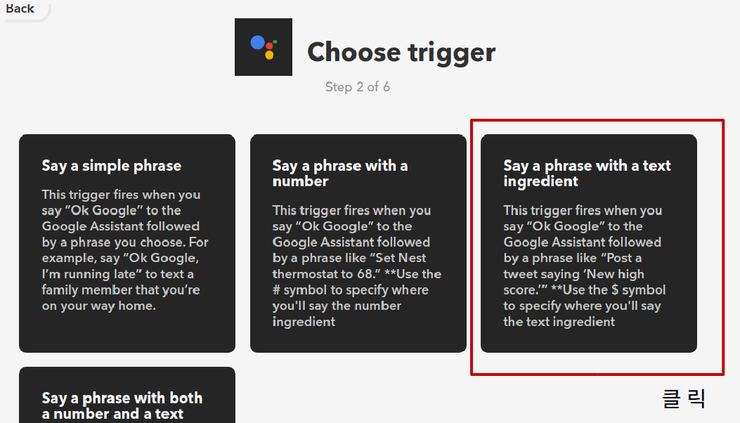 Back
Choose trigger
Step 2 of 6
Say a simple phrase
This trigger fires when you
say “Ok Google” to the
Google Assistant followed
by a phrase you choose. For
example, say “Ok Google,
I’m running late” to text a
family member that you’re
on your way home.
Say a phrase with a
number
This trigger fires when you
say “Ok Google” to the
Google Assistant followed
by a phrase like “Set Nest
thermostat to 68.” **Use the
# symbol to specify where
you'll say the number
ingredient
Say a phrase with a text
ingredient
This trigger fires when you
say “Ok Google” to the
Google Assistant followed
by a phrase like “Post a
tweet saying ‘New high
score.’” **Use the $ symbol
to specify where you'll say
the text ingredient
클릭
Say a phrase with both
a number and a text